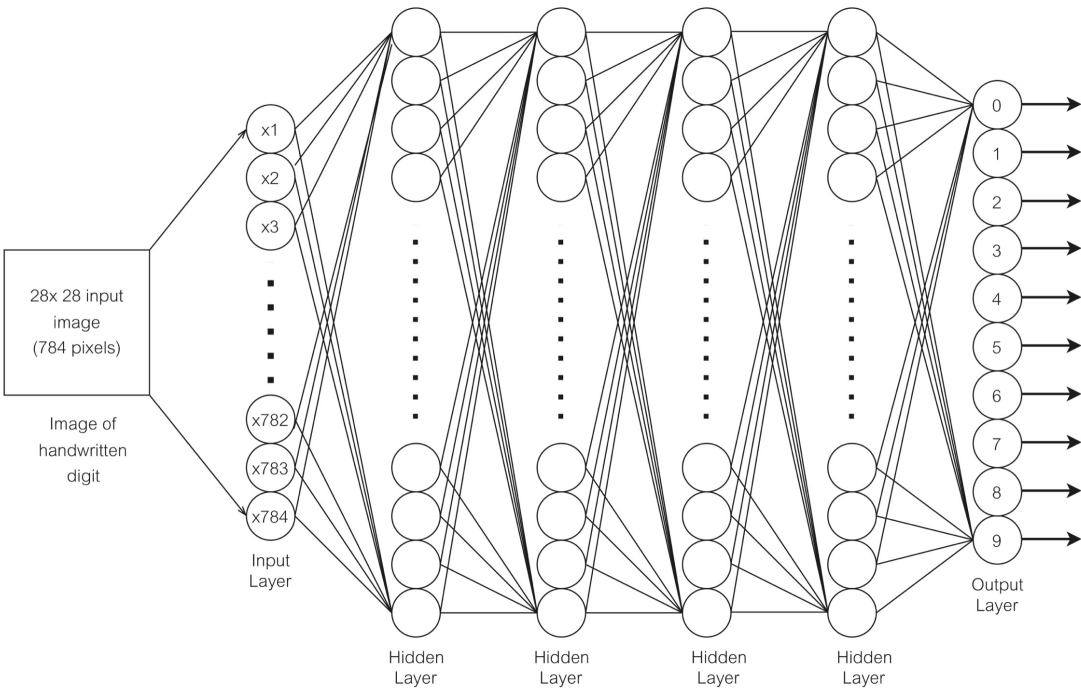 28x 28 input
image
(784 pixels)
Image of
handwritten
digit
x1
x2
x3
x782
x783
x784
Input
Layer
Hidden
Layer
Hidden
Layer
Hidden
Layer
Hidden
Layer
0
1
2
3
4
5
6
7
8
9
Output
Layer